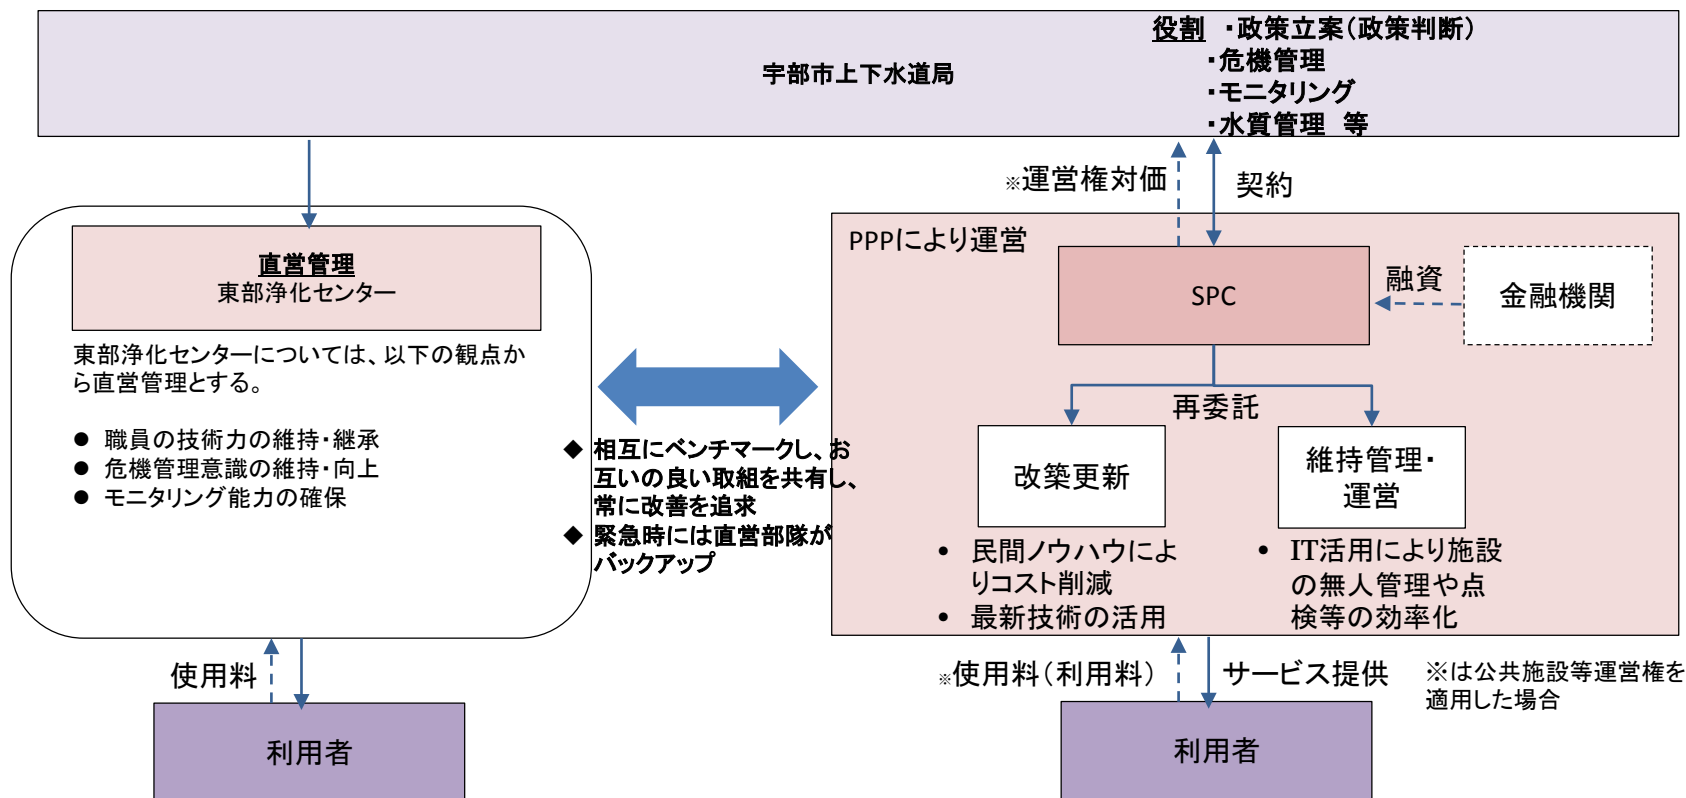 役割 ・政策立案(政策判断)
・危機管理
・モニタリング
・水質管理 等
宇部市上下水道局
※運営権対価
契約
直営管理
東部浄化センター
東部浄化センターについては、以下の観点か
ら直営管理とする。
● 職員の技術力の維持・継承
● 危機管理意識の維持・向上
● モニタリング能力の確保
◆ 相互にベンチマークし、お
互いの良い取組を共有し、
常に改善を追求
◆ 緊急時には直営部隊が
バックアップ
PPPにより運営
SPC
融資
金融機関
再委託
改築更新
維持管理・
運営
• 民間ノウハウによ
りコスト削減
• 最新技術の活用
• IT活用により施設
の無人管理や点
検等の効率化
使用料
利用者
※使用料(利用料)
サービス提供
※は公共施設等運営権を
適用した場合
利用者